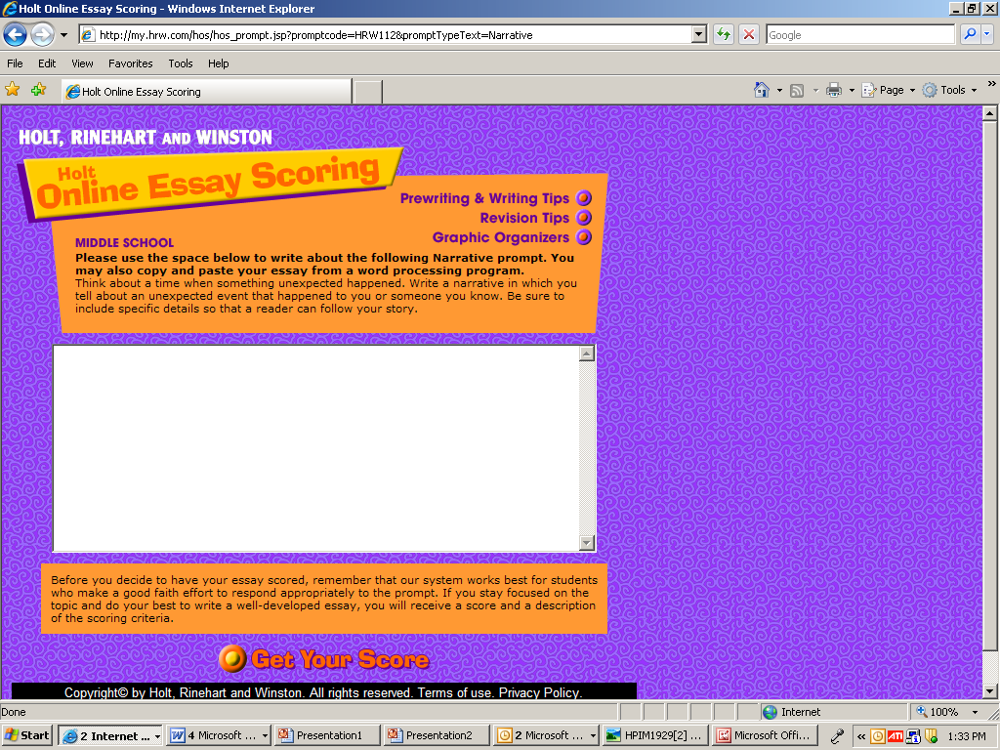 Holt Online Essay Scoring - Windows Internet Explorer
http://my.hrw.com/hos/hos_prompt.jsp?promptcode=HRW112&promptTypeText=Narrative
Google
File Edit View Favorites Tools Help
Holt Online Essay Scoring
Page Tools
HOLT, RINEHART AND WINSTON
Holt
Online Essay Scoring
Prewriting & Writing Tips
Revision Tips
Graphic Organizers
MIDDLE SCHOOL
Please use the space below to write about the following Narrative prompt. You
may also copy and paste your essay from a word processing program.
Think about a time when something unexpected happened. Write a narrative in which you
tell about an unexpected event that happened to you or someone you know. Be sure to
include specific details so that a reader can follow your story.
Before you decide to have your essay scored, remember that our system works best for students
who make a good faith effort to respond appropriately to the prompt. If you stay focused on the
topic and do your best to write a well-developed essay, you will receive a score and a description
of the scoring criteria.
Get Your Score
Copyright© by Holt, Rinehart and Winston. All rights reserved. Terms of use. Privacy Policy.
Done Internet 100%
Start 2 Internet ... 4 Microsoft ... Presentation1 Presentation2 2 Microsoft ... HPIM1929[2] ... Microsoft Offi... ATI 1:33 PM